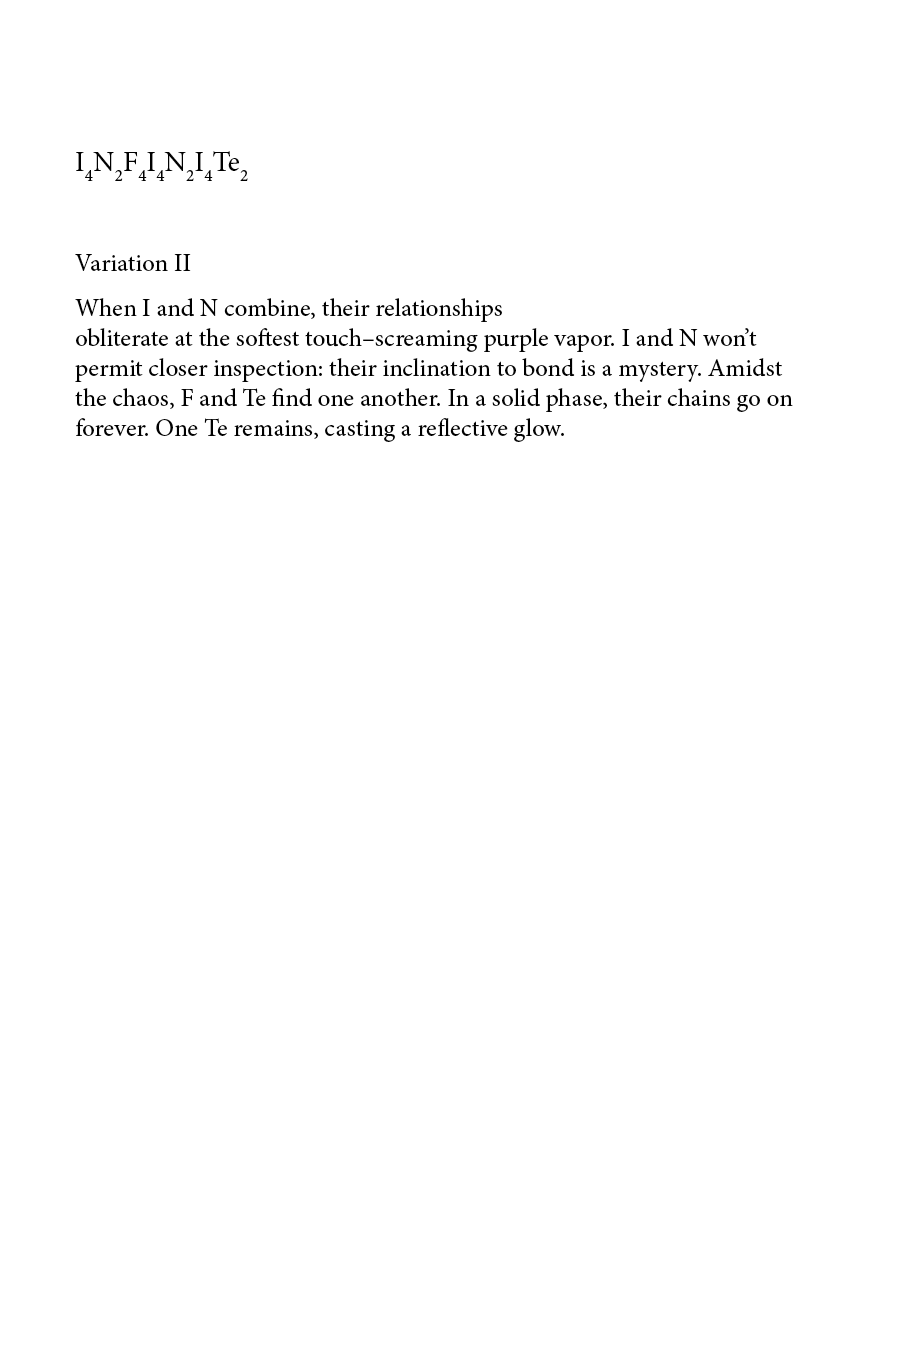 I₄N₂F₄I₄N₂I₄Te₂
Variation II
When I and N combine, their relationships
obliterate at the softest touch–screaming purple vapor. I and N won’t
permit closer inspection: their inclination to bond is a mystery. Amidst
the chaos, F and Te find one another. In a solid phase, their chains go on
forever. One Te remains, casting a reflective glow.